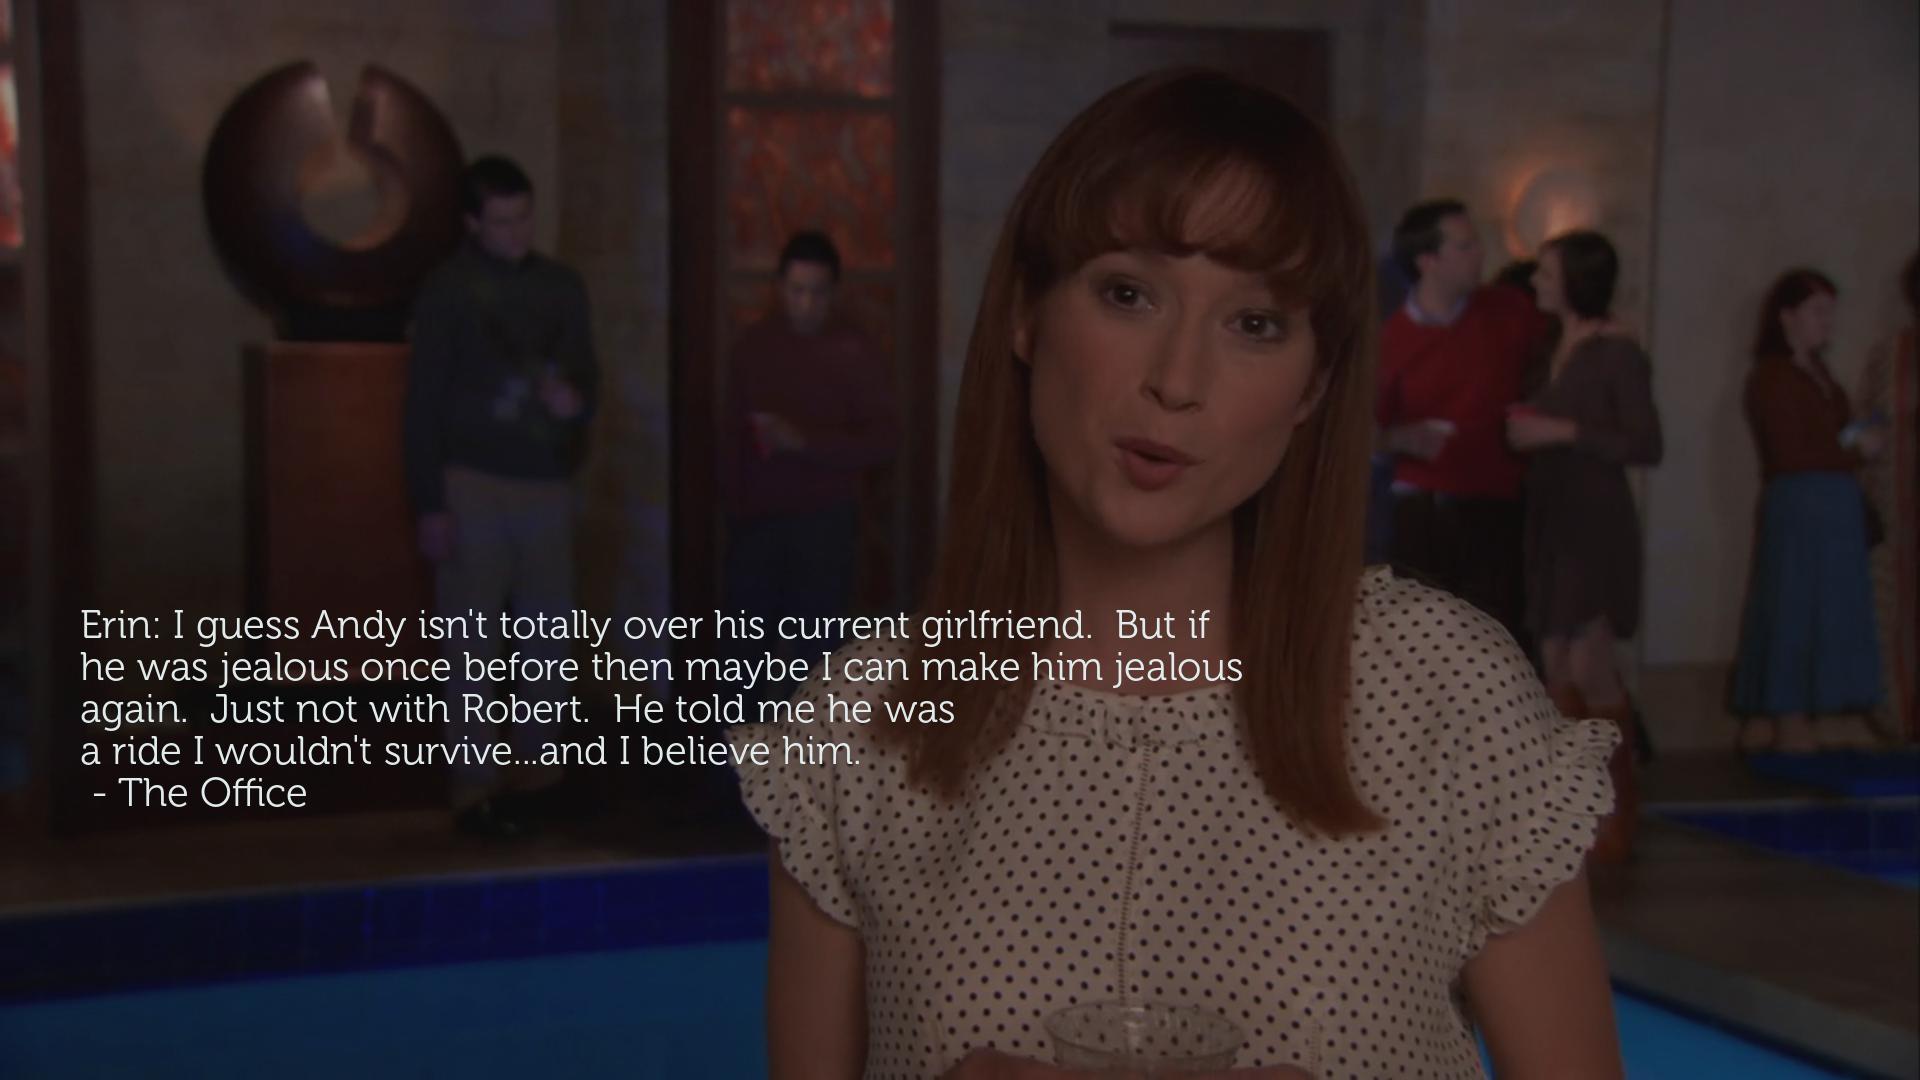 Erin: I guess Andy isn't totally over his current girlfriend.  But if
he was jealous once before then maybe I can make him jealous
again.  Just not with Robert.  He told me he was
a ride I wouldn't survive...and I believe him.
- The Office